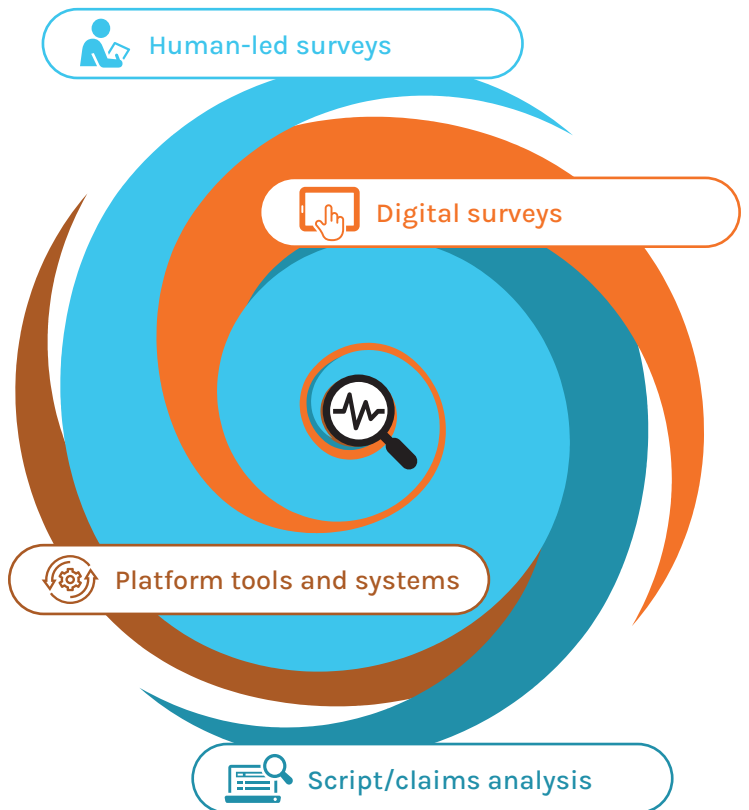 Human-led surveys
Digital surveys
Platform tools and systems
Script/claims analysis